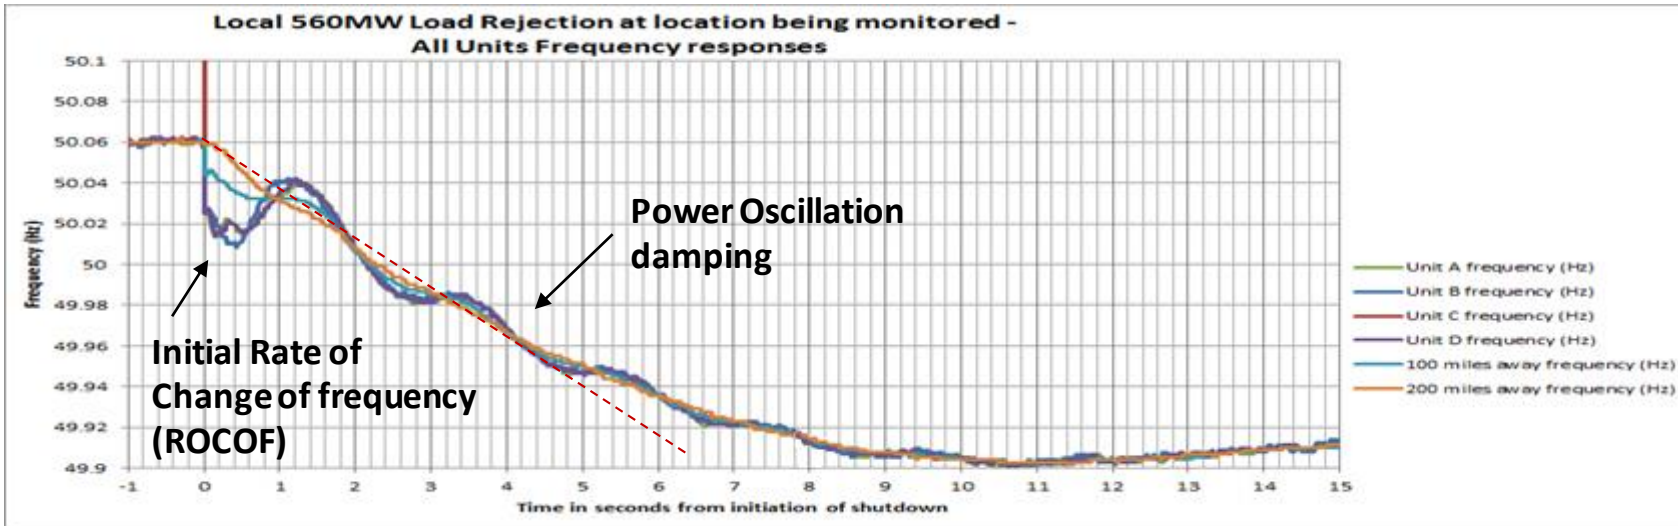 Local 560MW Load Rejection at location being monitored -
All Units Frequency responses
50.1
50.08
50.06
50.04
50.02
50
49.98
49.96
49.94
49.92
49.9
Frequency (Hz)
Initial Rate of
Change of frequency
(ROCOF)
Power Oscillation
damping
-1 0 1 2 3 4 5 6 7 8 9 10 11 12 13 14 15
Time in seconds from initiation of shutdown
Unit A frequency (Hz)
Unit B frequency (Hz)
Unit C frequency (Hz)
Unit D frequency (Hz)
100 miles away frequency (Hz)
200 miles away frequency (Hz)